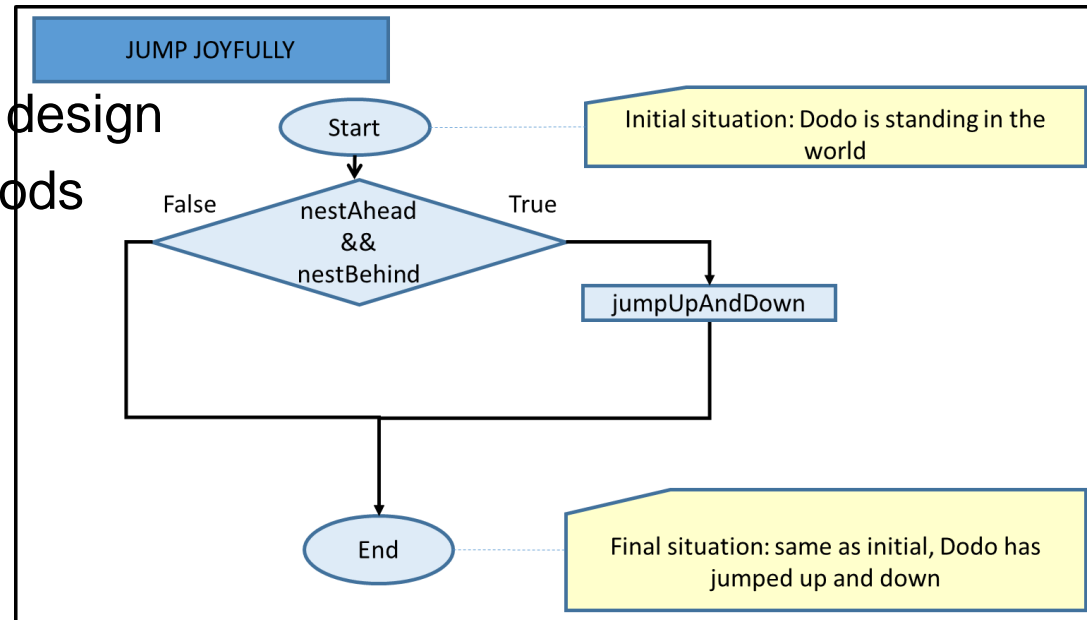 JUMP JOYFULLY
design
ods
Start
Initial situation: Dodo is standing in the
world
False
True
nestAhead
&&
nestBehind
jumpUpAndDown
End
Final situation: same as initial, Dodo has
jumped up and down